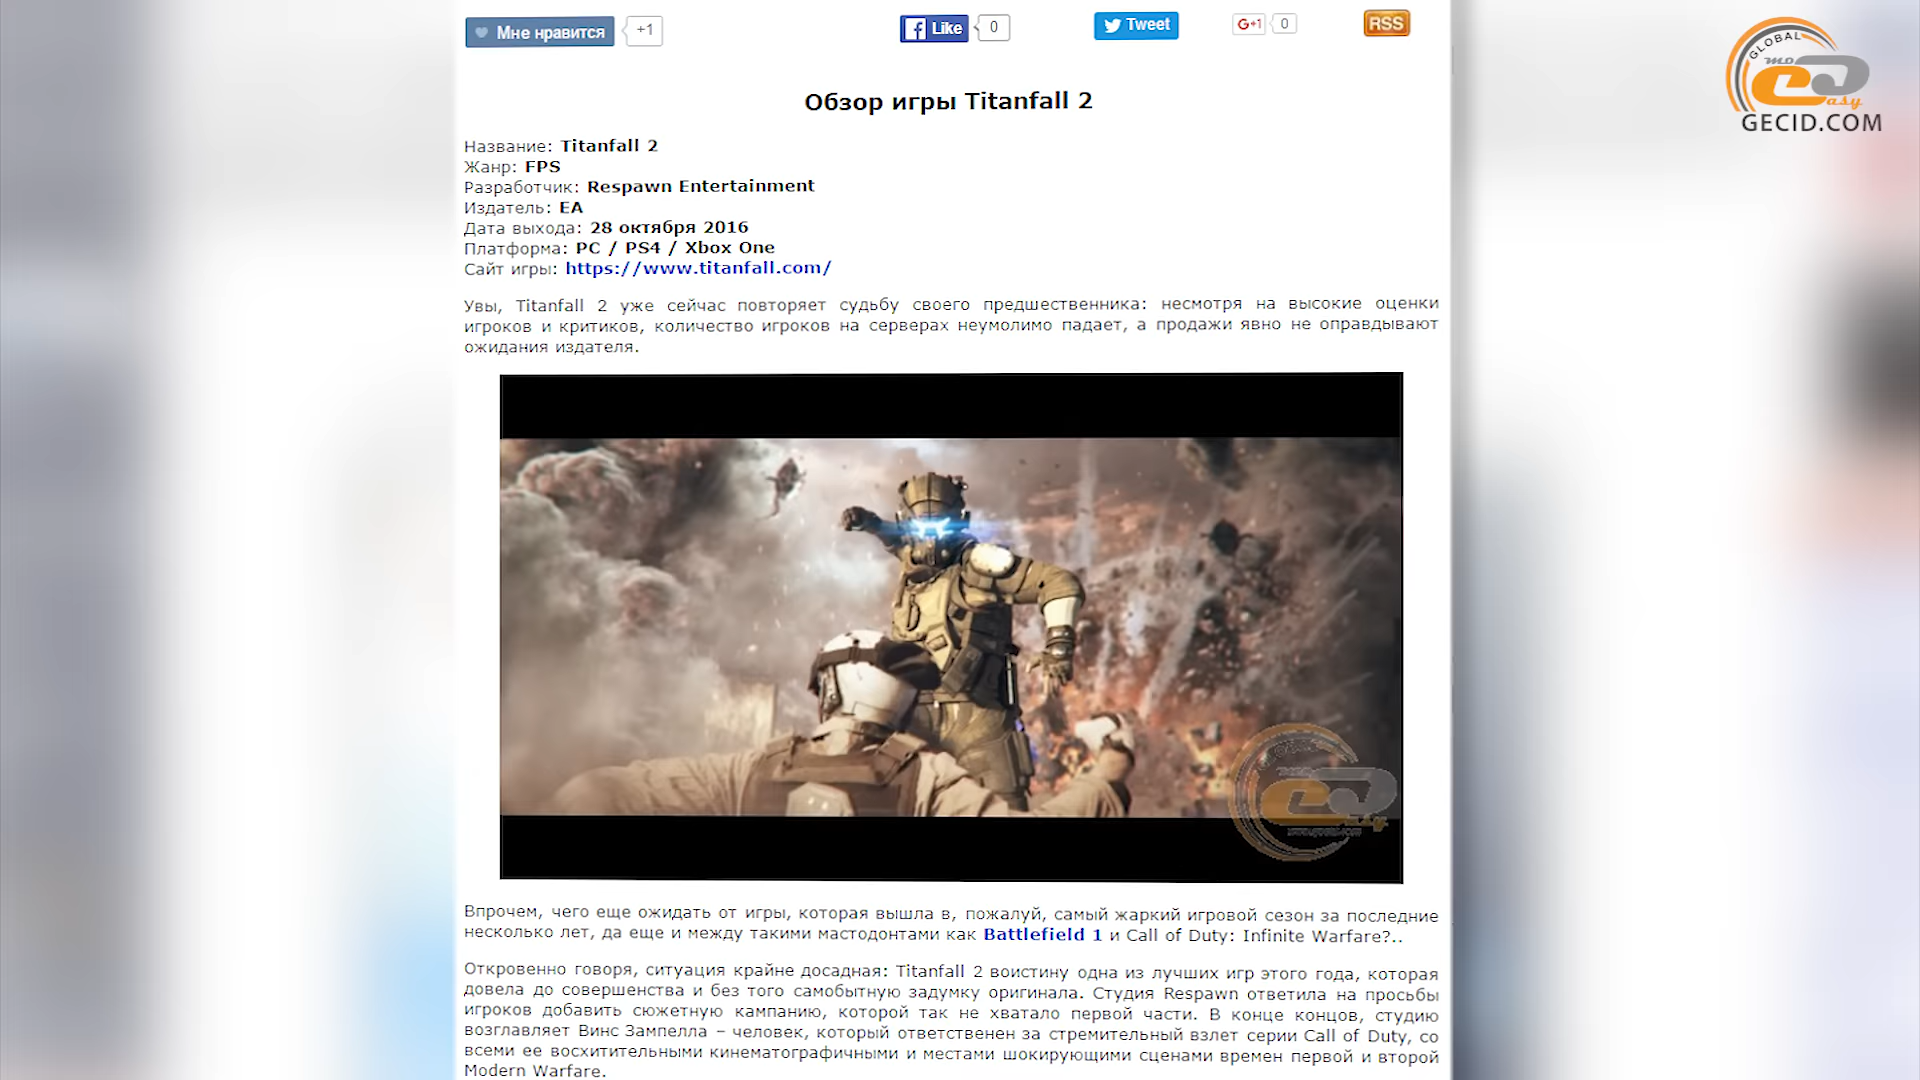 Мне нравится
+1
Like
0
Tweet
G+1
0
RSS
GLOBAL
easy
GECID.COM
Обзор игры Titanfall 2
Название: Titanfall 2
Жанр: FPS
Разработчик: Respawn Entertainment
Издатель: EA
Дата выхода: 28 октября 2016
Платформа: PC / PS4 / Xbox One
Сайт игры: https://www.titanfall.com/
Увы, Titanfall 2 уже сейчас повторяет судьбу своего предшественника: несмотря на высокие оценки
игроков и критиков, количество игроков на серверах неумолимо падает, а продажи явно не оправдывают
ожидания издателя.
Впрочем, чего еще ожидать от игры, которая вышла в, пожалуй, самый жаркий игровой сезон за последние
несколько лет, да еще и между такими мастодонтами как Battlefield 1 и Call of Duty: Infinite Warfare?..
Откровенно говоря, ситуация крайне досадная: Titanfall 2 воистину одна из лучших игр этого года, которая
довела до совершенства и без того самобытную задумку оригинала. Студия Respawn ответила на просьбы
игроков добавить сюжетную кампанию, которой так не хватало первой части. В конце концов, студию
возглавляет Винс Зампелла – человек, который ответственен за стремительный взлет серии Call of Duty, со
всеми ее восхитительными кинематографичными и местами шокирующими сценами времен первой и второй
Modern Warfare.